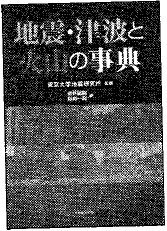 地震・津波と
火山の事典
東京大学地震研究所 監修